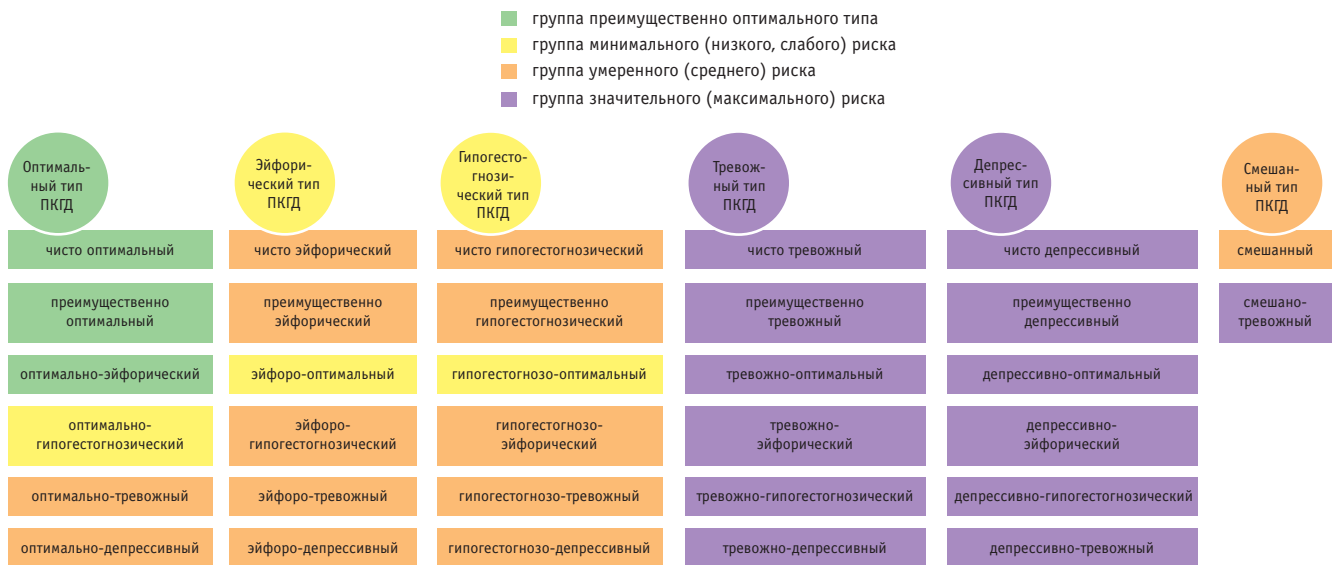 группа преимущественно оптимального типа
группа минимального (низкого, слабого) риска
группа умеренного (среднего) риска
группа значительного (максимального) риска
Оптималь-
ный тип
ПКГД
Эйфори-
ческий тип
ПКГД
Гипогесто-
гнози-
ческий тип
ПКГД
Тревож-
ный тип
ПКГД
Депрес-
сивный тип
ПКГД
Смешан-
ный тип
ПКГД
чисто оптимальный
чисто эйфорический
чисто гипогестогнозический
чисто тревожный
чисто депрессивный
смешанный
преимущественно
оптимальный
преимущественно
эйфорический
преимущественно
гипогестогнозический
преимущественно
тревожный
преимущественно
депрессивный
смешано-
тревожный
оптимально-эйфорический
эйфоро-оптимальный
гипогестогнозо-оптимальный
тревожно-оптимальный
депрессивно-оптимальный
оптимально-
гипогестогнозический
эйфоро-
гипогестогнозический
гипогестогнозо-
эйфорический
тревожно-
эйфорический
депрессивно-
эйфорический
оптимально-тревожный
эйфоро-тревожный
гипогестогнозо-тревожный
тревожно-гипогестогнозический
депрессивно-гипогестогнозический
оптимально-депрессивный
эйфоро-депрессивный
гипогестогнозо-депрессивный
тревожно-депрессивный
депрессивно-тревожный